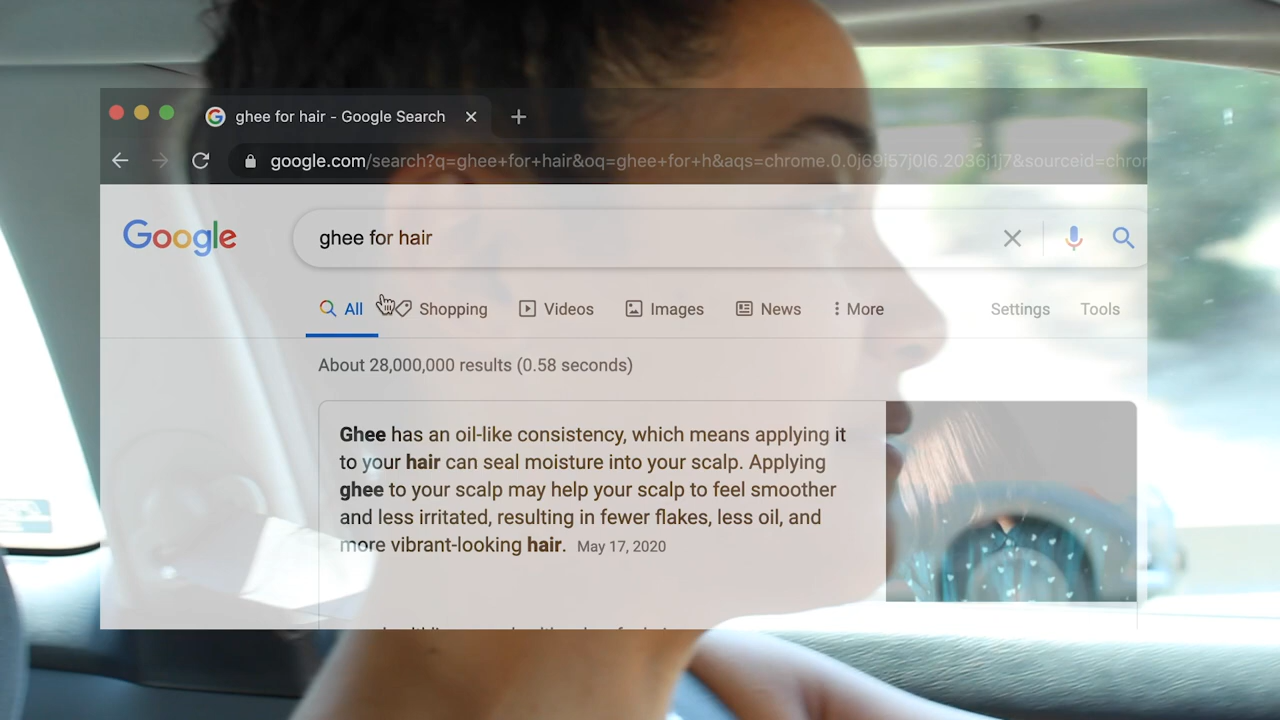 ghee for hair - Google Search
google.com/search?q=ghee+for+hair&oq=ghee+for+h&aqs=chrome.0.0j69i57j0l6.2036j1j7&sourceid=chro
Google
ghee for hair
All Shopping Videos Images News More Settings Tools
About 28,000,000 results (0.58 seconds)
Ghee has an oil-like consistency, which means applying it
to your hair can seal moisture into your scalp. Applying
ghee to your scalp may help your scalp to feel smoother
and less irritated, resulting in fewer flakes, less oil, and
more vibrant-looking hair. May 17, 2020